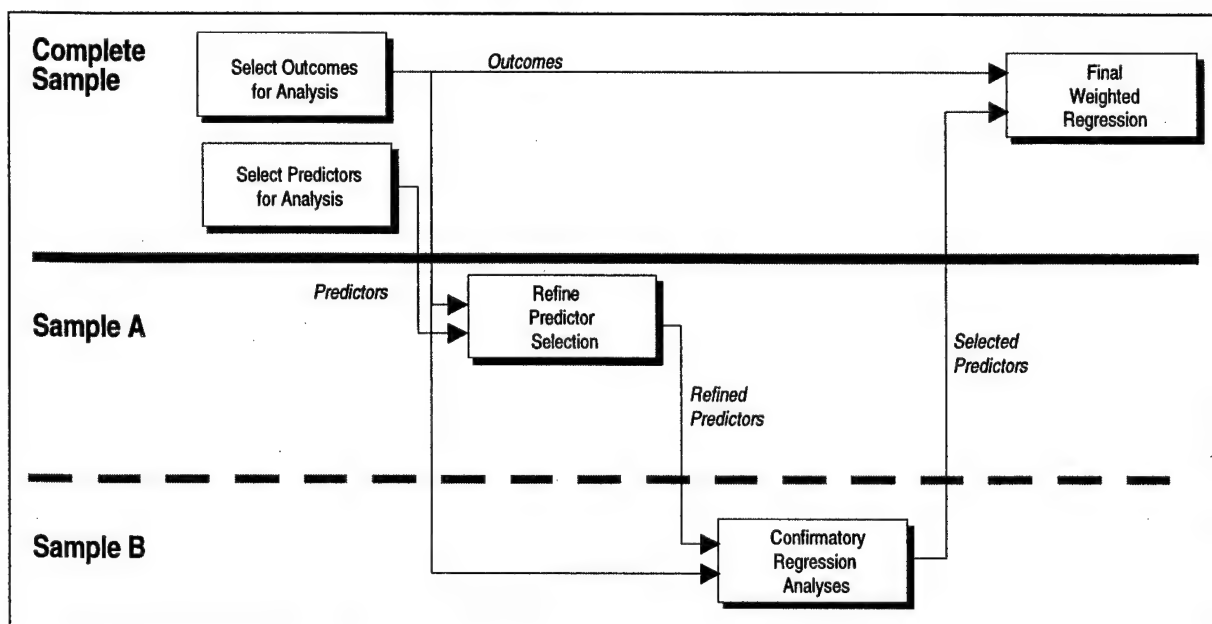 Complete
Sample
Select Outcomes
for Analysis
Outcomes
Final
Weighted
Regression
Select Predictors
for Analysis
Predictors
Sample A
Refine
Predictor
Selection
Selected
Predictors
Refined
Predictors
Sample B
Confirmatory
Regression
Analyses